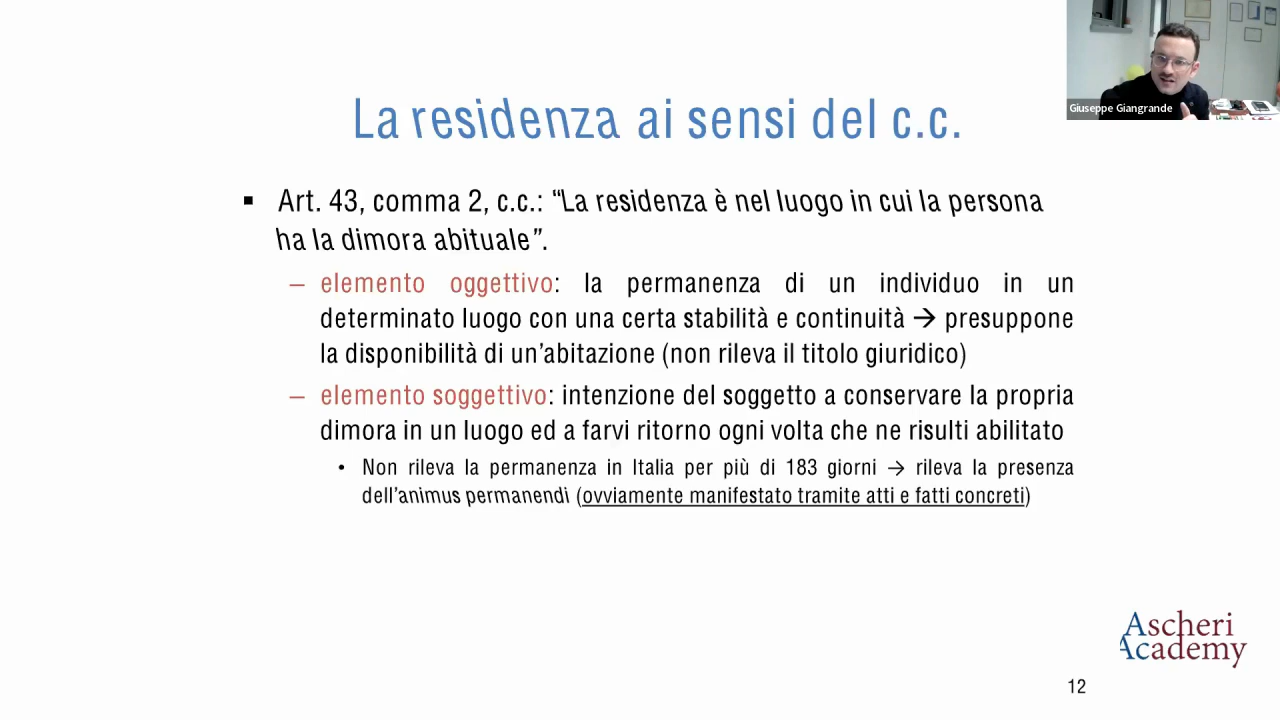 Giuseppe Giangrande
La residenza ai sensi del c.c.
▪ Art. 43, comma 2, c.c.: “La residenza è nel luogo in cui la persona
ha la dimora abituale”.
– elemento oggettivo: la permanenza di un individuo in un
determinato luogo con una certa stabilità e continuità → presuppone
la disponibilità di un’abitazione (non rileva il titolo giuridico)
– elemento soggettivo: intenzione del soggetto a conservare la propria
dimora in un luogo ed a farvi ritorno ogni volta che ne risulti abilitato
• Non rileva la permanenza in Italia per più di 183 giorni → rileva la presenza
dell’animus permanendi (ovviamente manifestato tramite atti e fatti concreti)
Ascheri
Academy
12